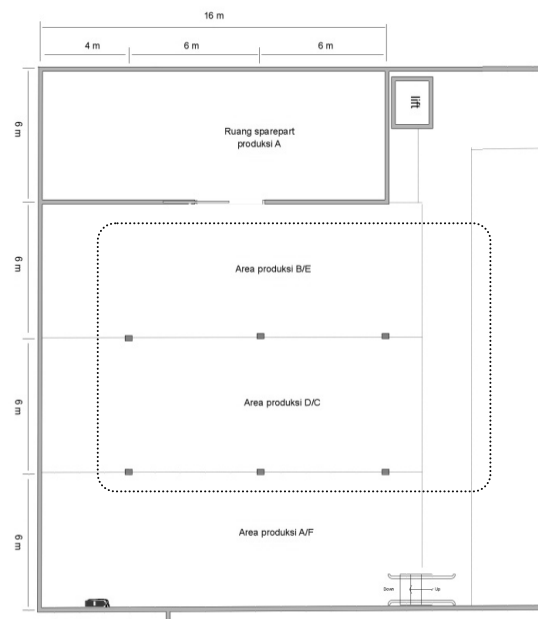 16 m
4 m
6 m
6 m
6 m
lift
Ruang sparepart
produksi A
6 m
Area produksi B/E
6 m
Area produksi D/C
6 m
Area produksi A/F
Down
Up